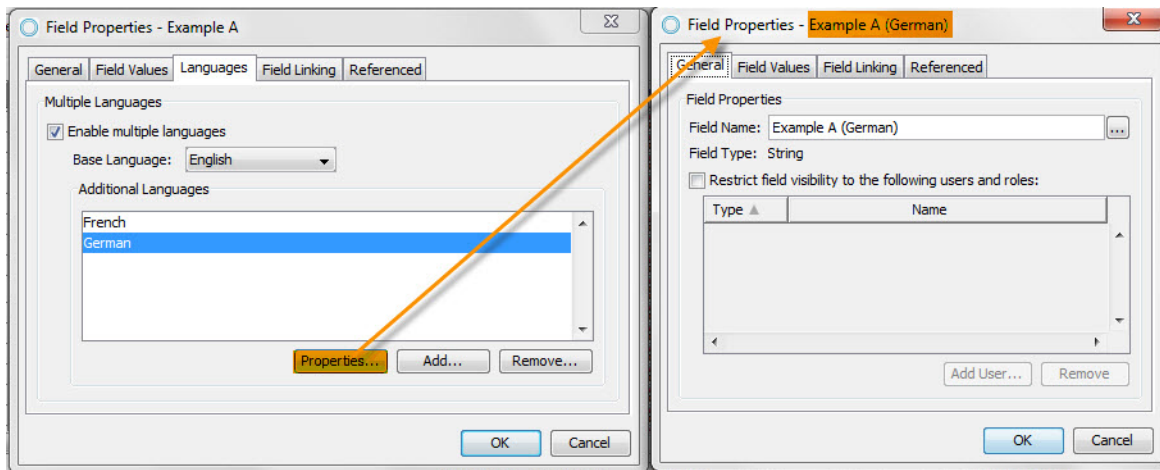 Field Properties - Example A
General Field Values Languages Field Linking Referenced
Multiple Languages
Enable multiple languages
Base Language: English
Additional Languages
French
German
Properties... Add... Remove...
OK Cancel
Field Properties - Example A (German)
General Field Values Field Linking Referenced
Field Properties
Field Name: Example A (German) ...
Field Type: String
Restrict field visibility to the following users and roles:
Type Name
Add User... Remove
OK Cancel